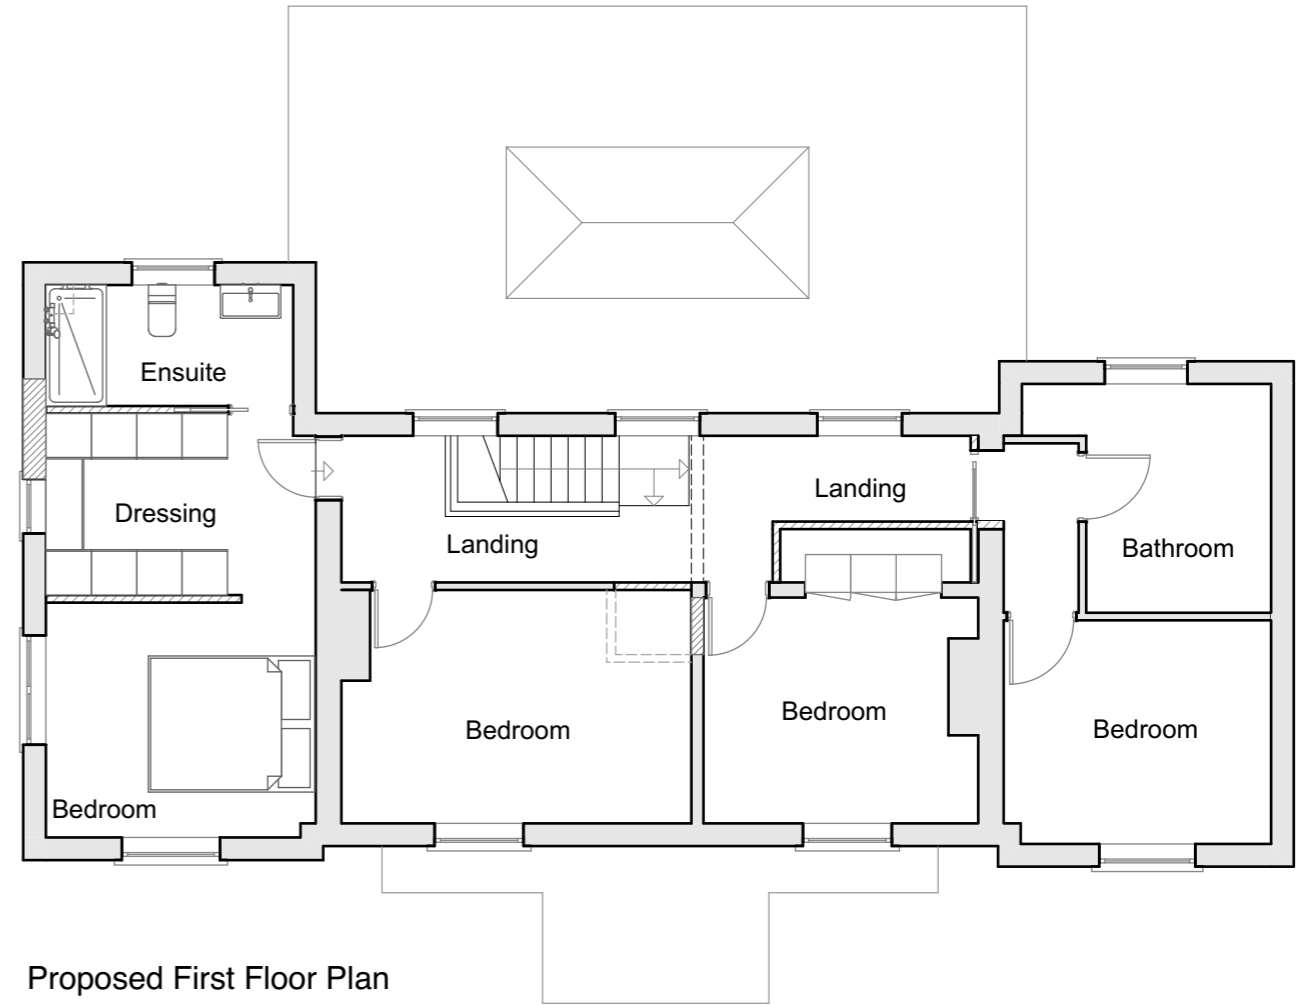 Ensuite
Dressing
Landing
Landing
Bathroom
Bedroom
Bedroom
Bedroom
Bedroom
Proposed First Floor Plan